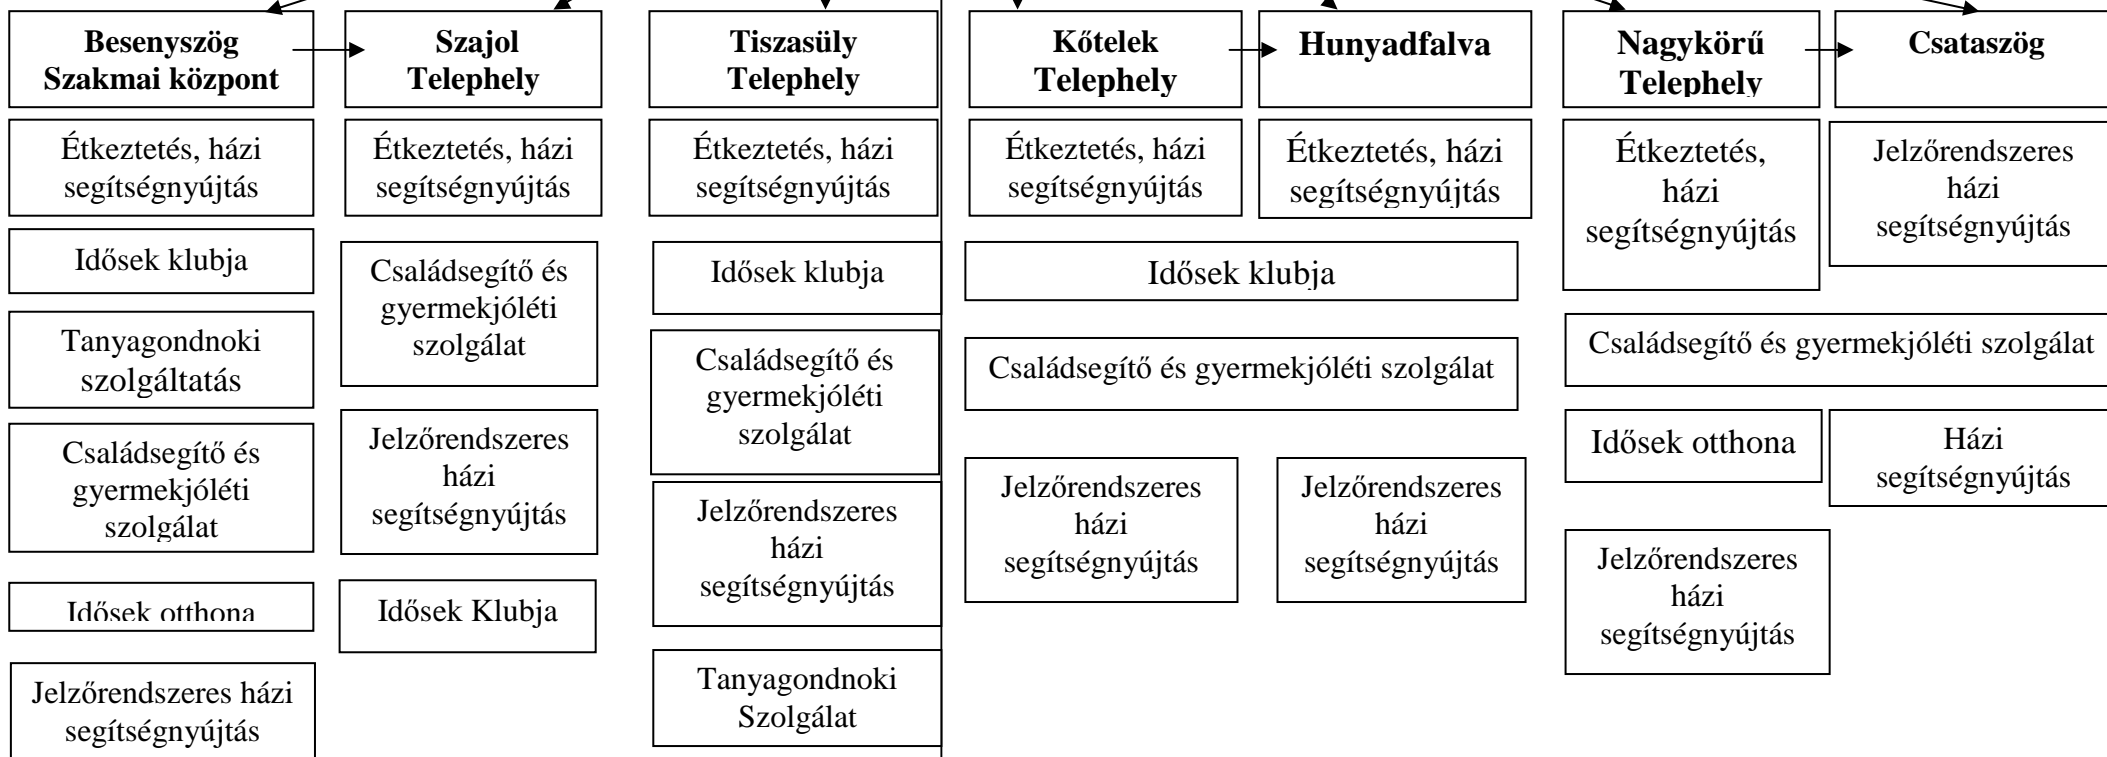 Besenyszög
Szakmai központ
Étkeztetés, házi
segítségnyújtás
Idősek klubja
Tanyagondnoki
szolgáltatás
Családsegítő és
gyermekjóléti
szolgálat
Idősek otthona
Jelzőrendszeres házi
segítségnyújtás
Szajol
Telephely
Étkeztetés, házi
segítségnyújtás
Családsegítő és
gyermekjóléti
szolgálat
Jelzőrendszeres
házi
segítségnyújtás
Idősek Klubja
Tiszasüly
Telephely
Étkeztetés, házi
segítségnyújtás
Idősek klubja
Családsegítő és
gyermekjóléti
szolgálat
Jelzőrendszeres
házi
segítségnyújtás
Tanyagondnoki
Szolgálat
Kőtelek
Telephely
Étkeztetés, házi
segítségnyújtás
Hunyadfalva
Étkeztetés, házi
segítségnyújtás
Idősek klubja
Családsegítő és gyermekjóléti szolgálat
Jelzőrendszeres
házi
segítségnyújtás
Jelzőrendszeres
házi
segítségnyújtás
Nagykörű
Telephely
Étkeztetés,
házi
segítségnyújtás
Csataszög
Jelzőrendszeres
házi
segítségnyújtás
Családsegítő és gyermekjóléti szolgálat
Idősek otthona
Jelzőrendszeres
házi
segítségnyújtás
Házi
segítségnyújtás